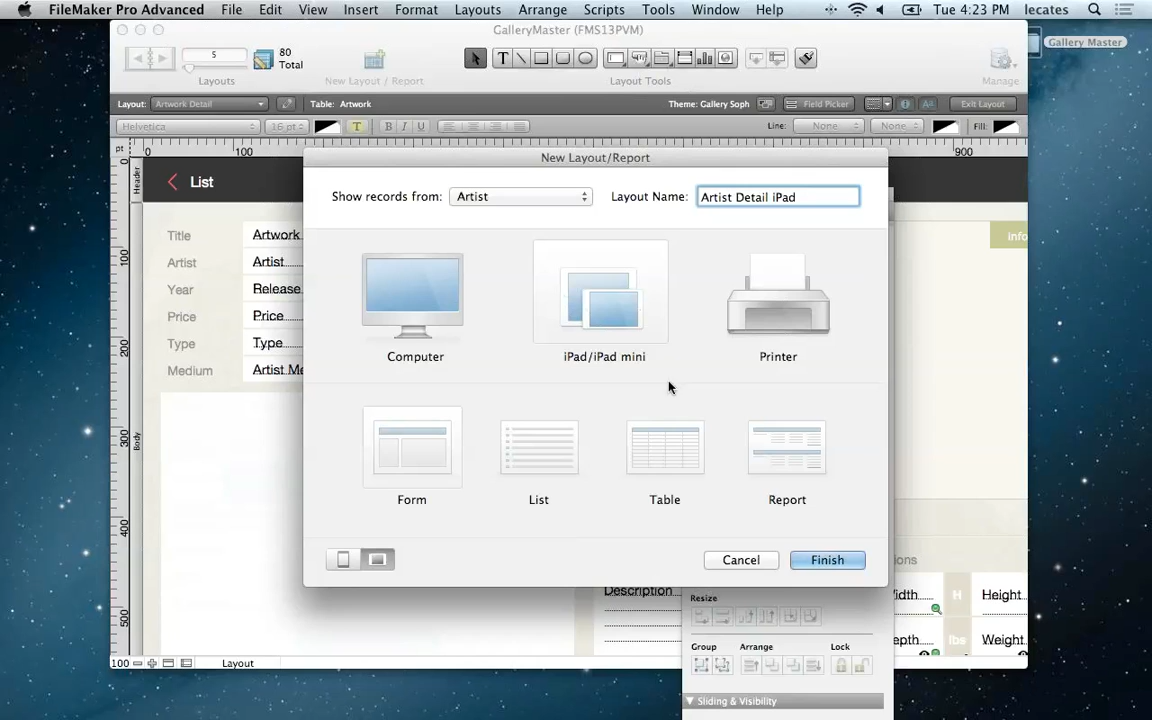 FileMaker Pro Advanced File Edit View Insert Format Layouts Arrange Scripts Tools Window Help Tue 4:23 PM lecates
GalleryMaster (FMS13PVM)
Gallery Master
5
80
Total
Layouts
New Layout / Report
Layout Tools
Manage
Layout: Artwork Detail Table: Artwork Theme: Gallery Soph Field Picker Exit Layout
Helvetica 16 pt T B I U Line: None None Fill:
pt 0 100 900
New Layout/Report
Show records from: Artist Layout Name: Artist Detail iPad
Header
List
Title Artwork
Artist Artist
Year Release
Price Price
Type Type
Medium Artist Me
info
0
100
200
300
400
500
Body
Computer
iPad/iPad mini
Printer
Form
List
Table
Report
Cancel
Finish
ions
Description
Resize
Width H Height
epth lbs Weight
Group Arrange Lock
Sliding & Visibility
100 Layout